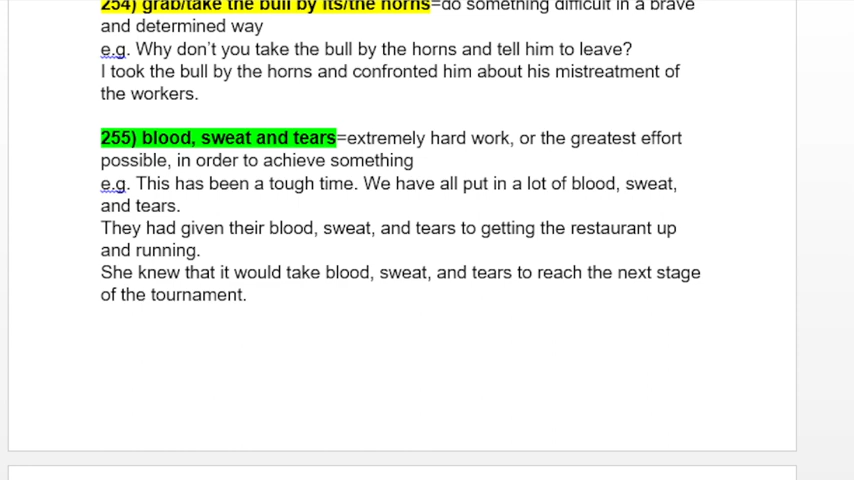 254) grab/take the bull by its/the horns=do something difficult in a brave
and determined way
e.g. Why don’t you take the bull by the horns and tell him to leave?
I took the bull by the horns and confronted him about his mistreatment of
the workers.
255) blood, sweat and tears=extremely hard work, or the greatest effort
possible, in order to achieve something
e.g. This has been a tough time. We have all put in a lot of blood, sweat,
and tears.
They had given their blood, sweat, and tears to getting the restaurant up
and running.
She knew that it would take blood, sweat, and tears to reach the next stage
of the tournament.